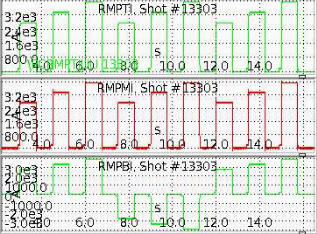 RMPTI, Shot #13303
3.2e3
2.4e3
1.6e3
800.0
A
s
4.0 6.0 8.0 10.0 12.0 14.0
RMPMI, Shot #13303
3.2e3
2.4e3
1.6e3
800.0
A
s
4.0 6.0 8.0 10.0 12.0 14.0
RMPBI, Shot #13303
3.0e3
2.0e3
1000.0
-1000.0
-2.0e3
-3.0e3
A
s
4.0 6.0 8.0 10.0 12.0 14.0